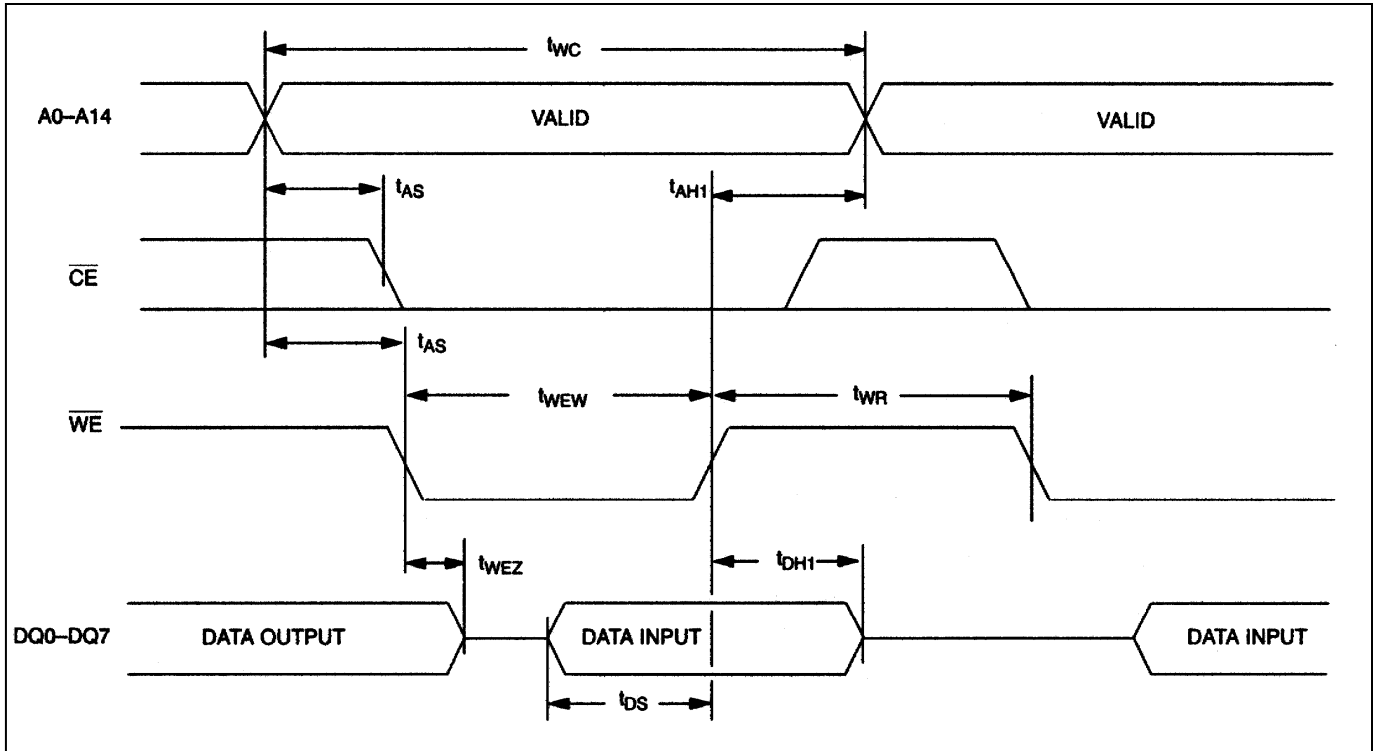 tWC
A0–A14 VALID VALID
tAS tAH1
CE
tAS
tWEW tWR
WE
tWEZ tDH1
DQ0–DQ7 DATA OUTPUT DATA INPUT DATA INPUT
tDS